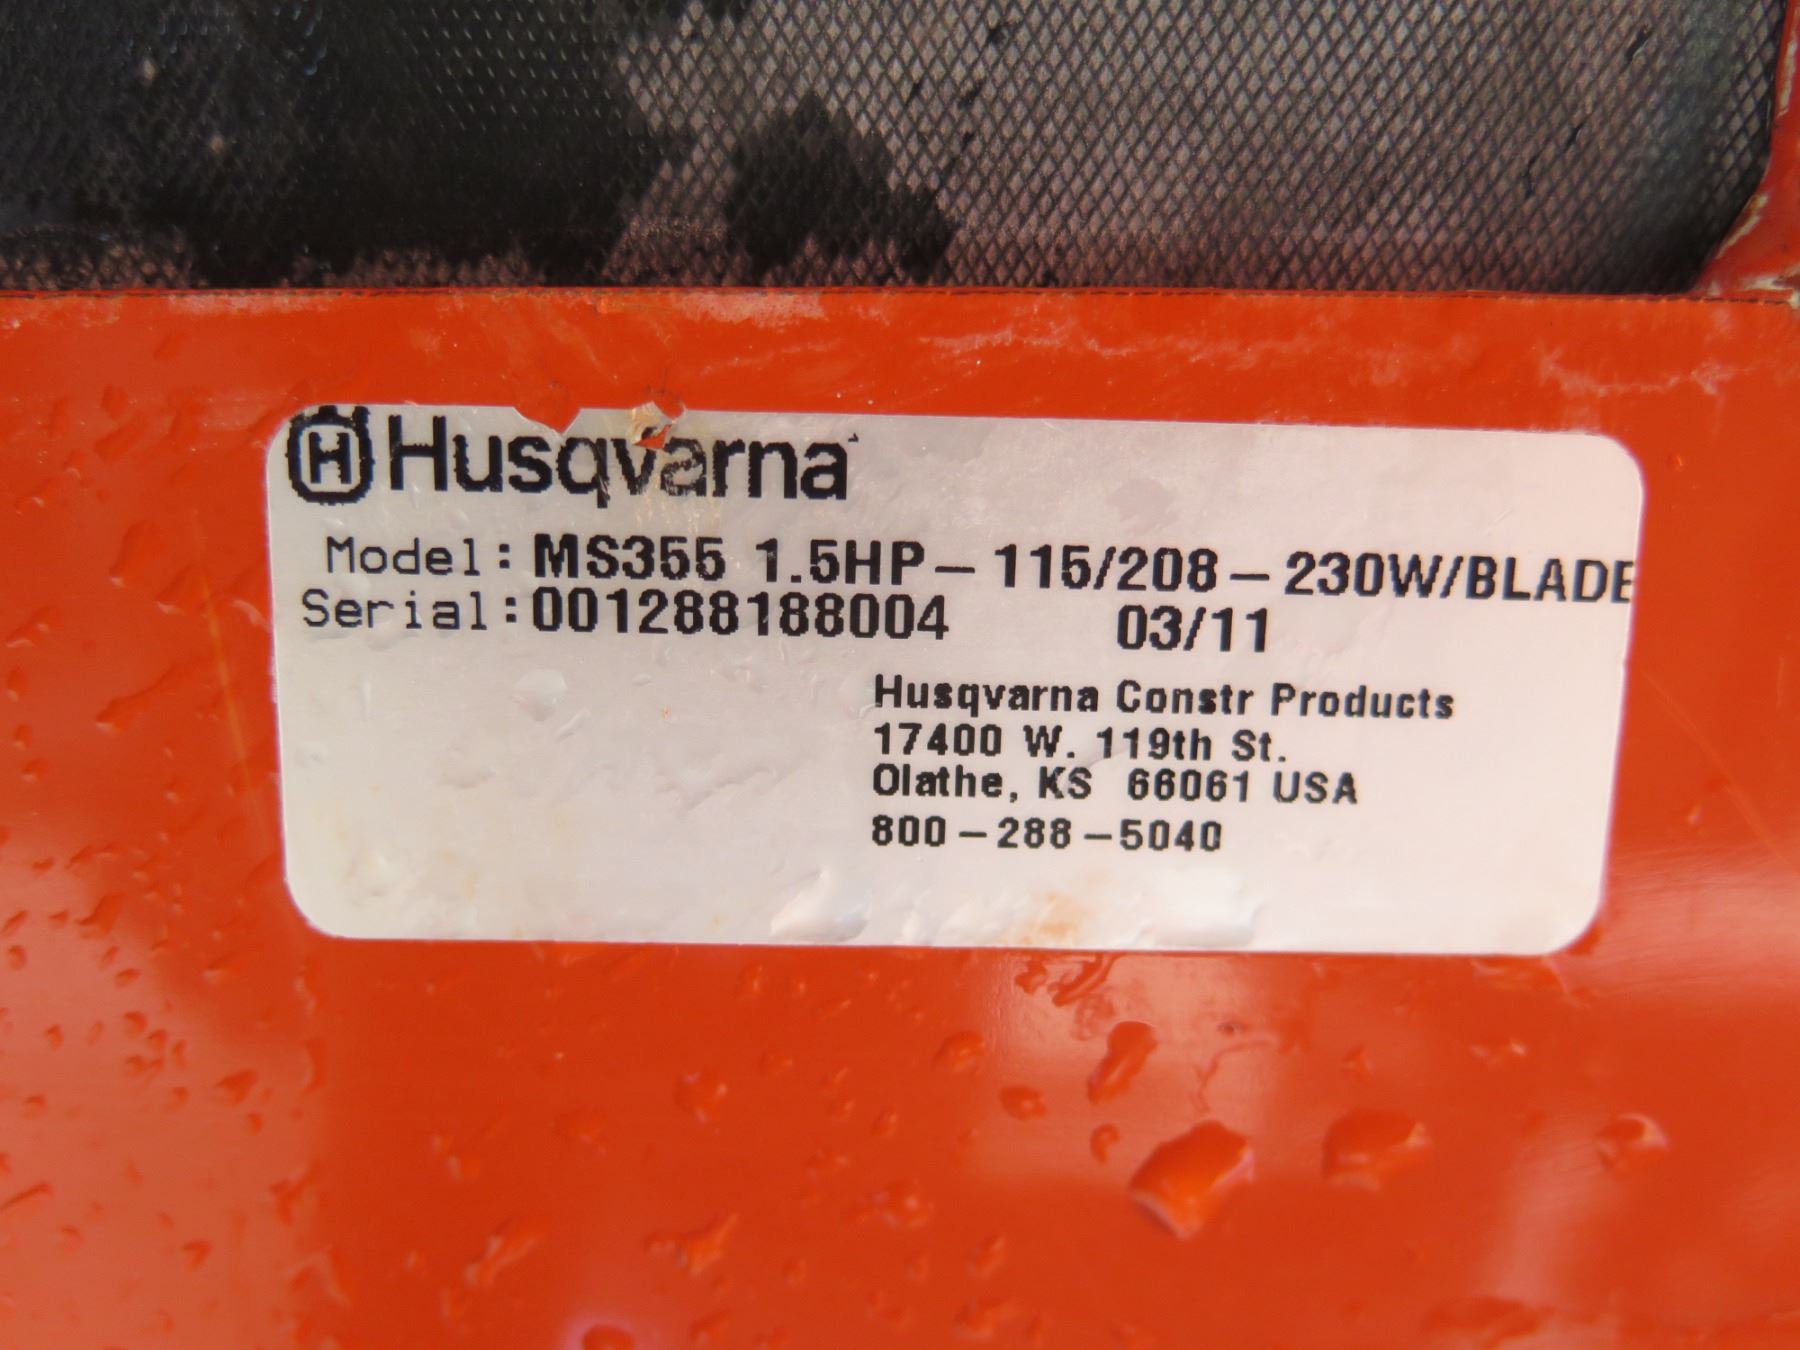 Husqvarna
Model: MS355 1.5HP-115/208-230W/BLADE
Serial:001288188004 03/11
Husqvarna Constr Products
17400 W. 119th St.
Olathe, KS 66061 USA
800-288-5040